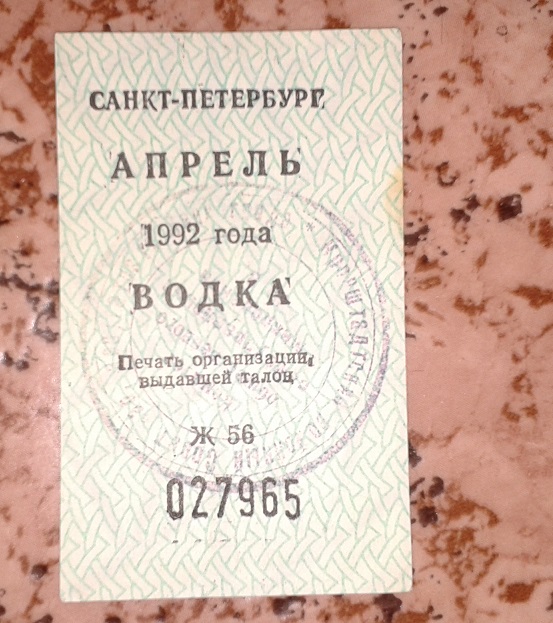 САНКТ-ПЕТЕРБУРГ,
АПРЕЛЬ
1992 года
ВОДКА
Печать организации,
выдавшей талон
Ж 56
027965